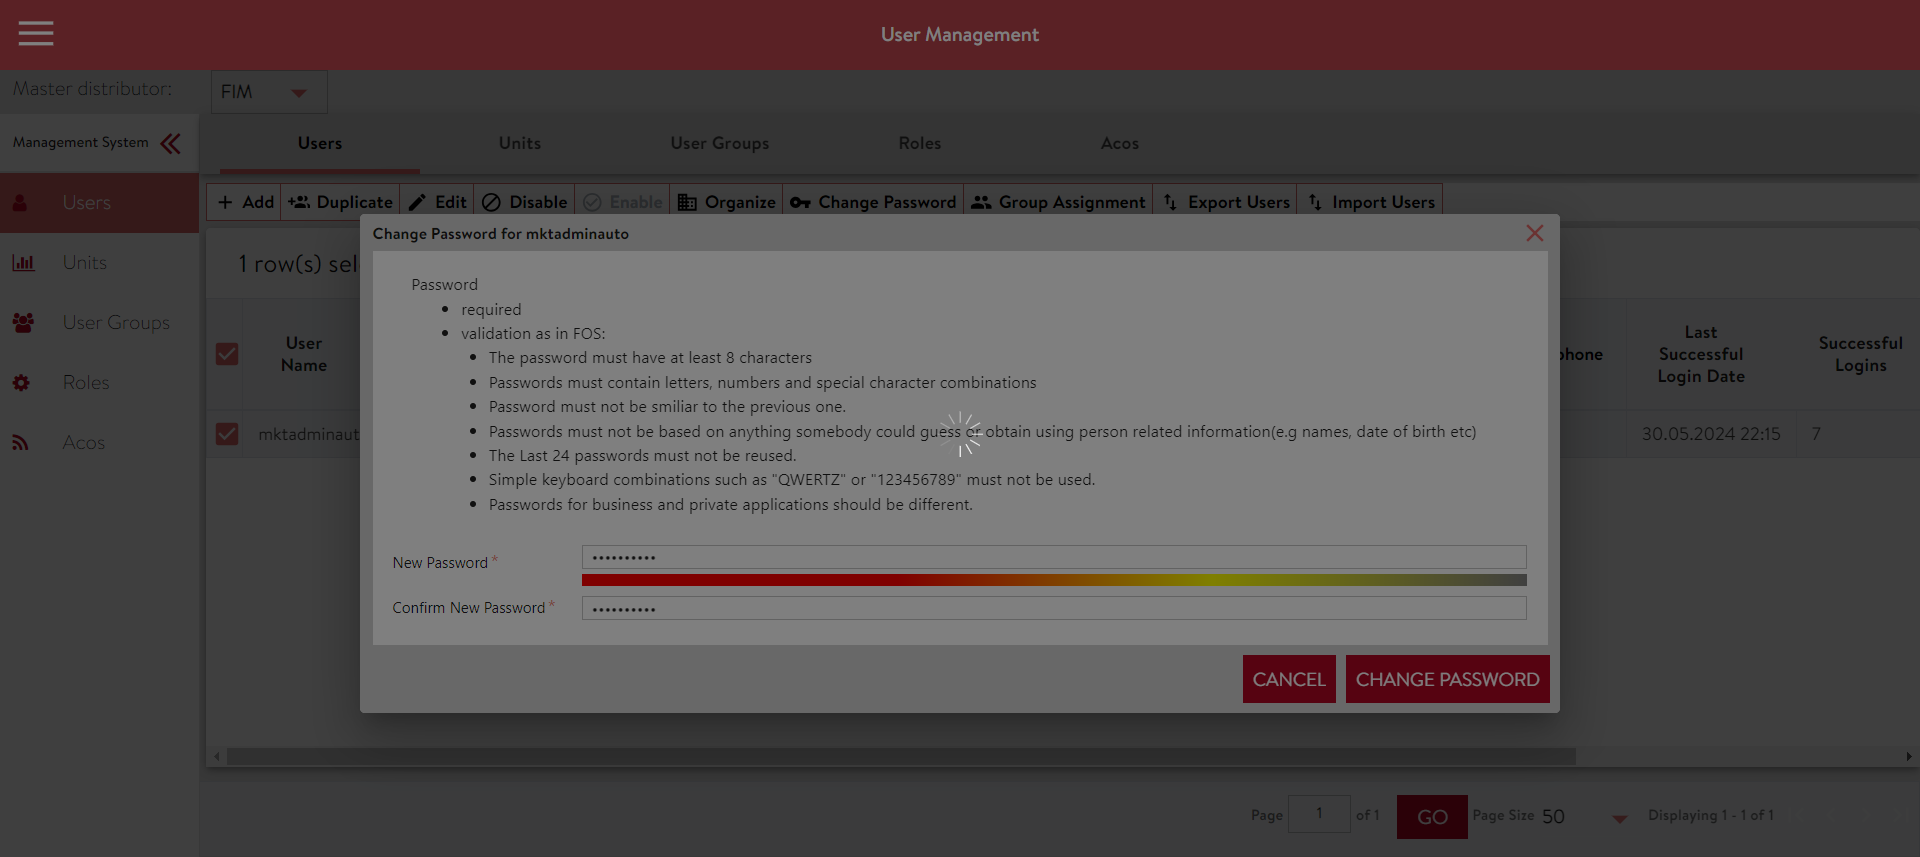 User Management
Master distributor:
FIM
Management System
Users
Units
User Groups
Roles
Acos
Users
Units
User Groups
Roles
Acos
Add
Duplicate
Edit
Disable
Enable
Organize
Change Password
Group Assignment
Export Users
Import Users
1 row(s)
User
Name
Last
Successful
Login Date
Successful
Logins
30.05.2024 22:15
7
Change Password for mktadminauto
Password
• required
• validation as in FOS:
• The password must have at least 8 characters
• Passwords must contain letters, numbers and special character combinations
• Password must not be smiliar to the previous one.
• Passwords must not be based on anything somebody could guess or obtain using person related information(e.g names, date of birth etc)
• The Last 24 passwords must not be reused.
• Simple keyboard combinations such as "QWERTZ" or "123456789" must not be used.
• Passwords for business and private applications should be different.
New Password *
••••••••••
Confirm New Password *
••••••••••
CANCEL
CHANGE PASSWORD
Page
1
of 1
GO
Page Size
50
Displaying 1 - 1 of 1